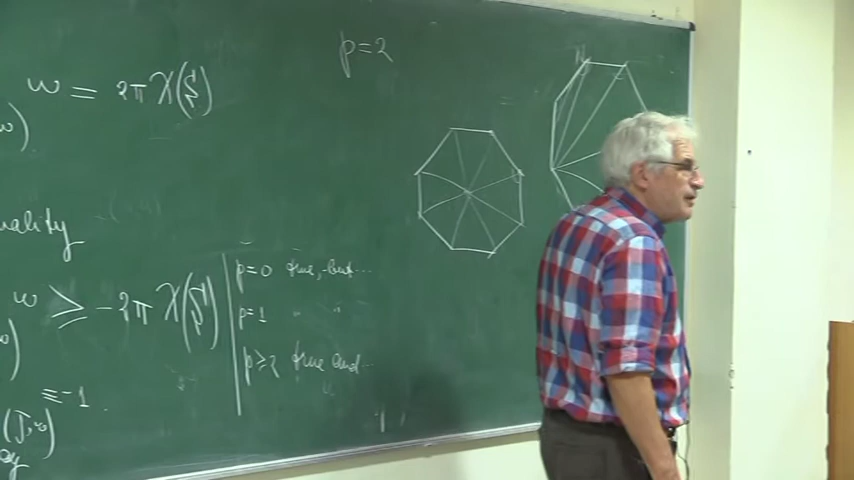 p=2
w = 2π χ(S)
w)
uality
w ≥ -2π χ(S)
p=0 true, but...
p=1 " "
p≥2 true and...
w)
≡-1
(J,w)